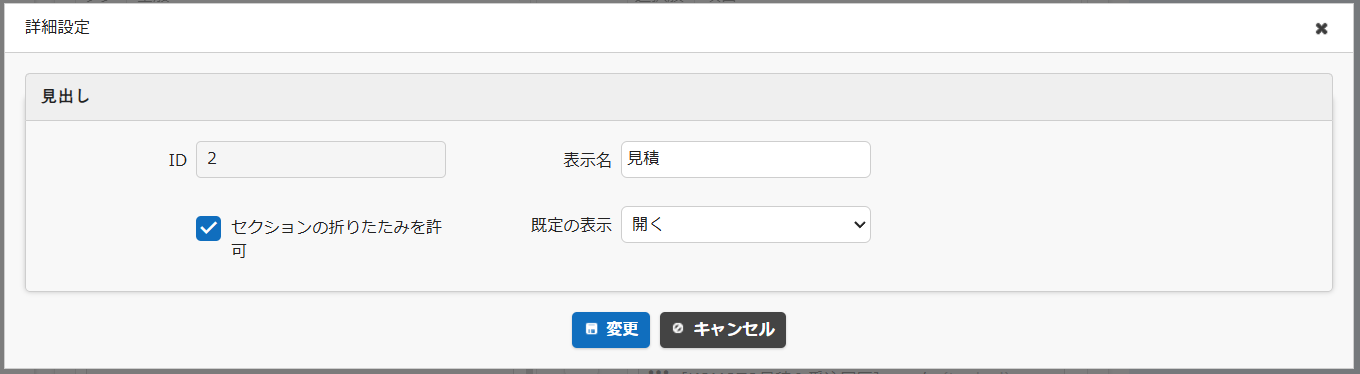 詳細設定
見出し
ID 2 表示名 見積
セクションの折りたたみを許
可
既定の表示 開く
変更 キャンセル